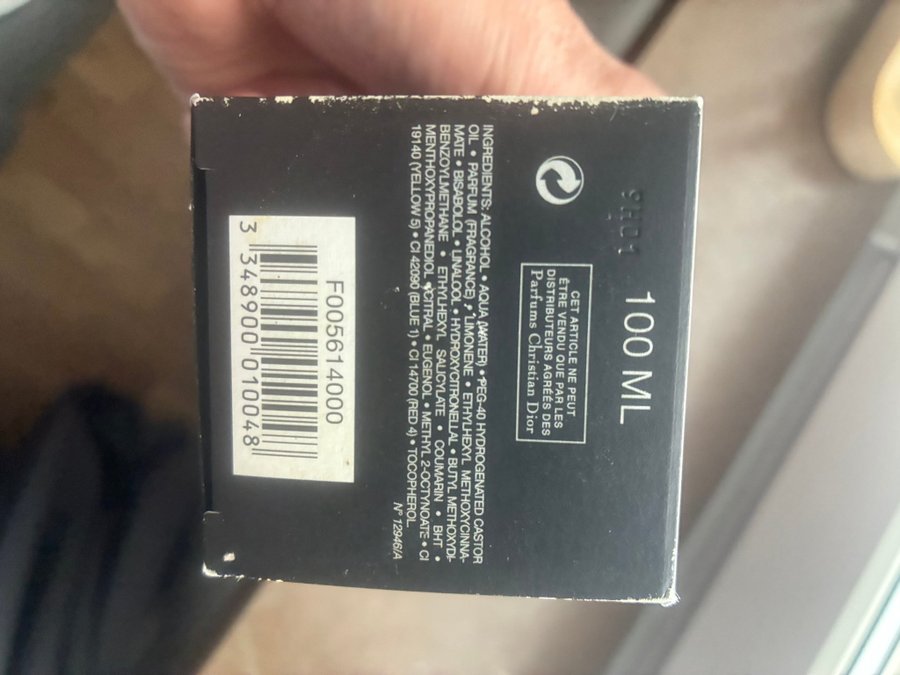 9H01
100 ML
CET ARTICLE NE PEUT
ÊTRE VENDU QUE PAR LES
DISTRIBUTEURS AGRÉÉS DES
Parfums Christian Dior
INGREDIENTS: ALCOHOL • AQUA (WATER) • PEG-40 HYDROGENATED CASTOR
OIL • PARFUM (FRAGRANCE) • LIMONENE • ETHYLHEXYL METHOXYCINNA-
MATE • BISABOLOL • LINALOOL • HYDROXYCITRONELLAL • BUTYL METHOXYDI-
BENZOYLMETHANE • ETHYLHEXYL SALICYLATE • COUMARIN • BHT •
MENTHOXYPROPANEDIOL • CITRAL • EUGENOL • METHYL 2-OCTYNOATE • CI
19140 (YELLOW 5) • CI 42090 (BLUE 1) • CI 14700 (RED 4) • TOCOPHEROL.
N° 12946/A
F005614000
3 348900 010048